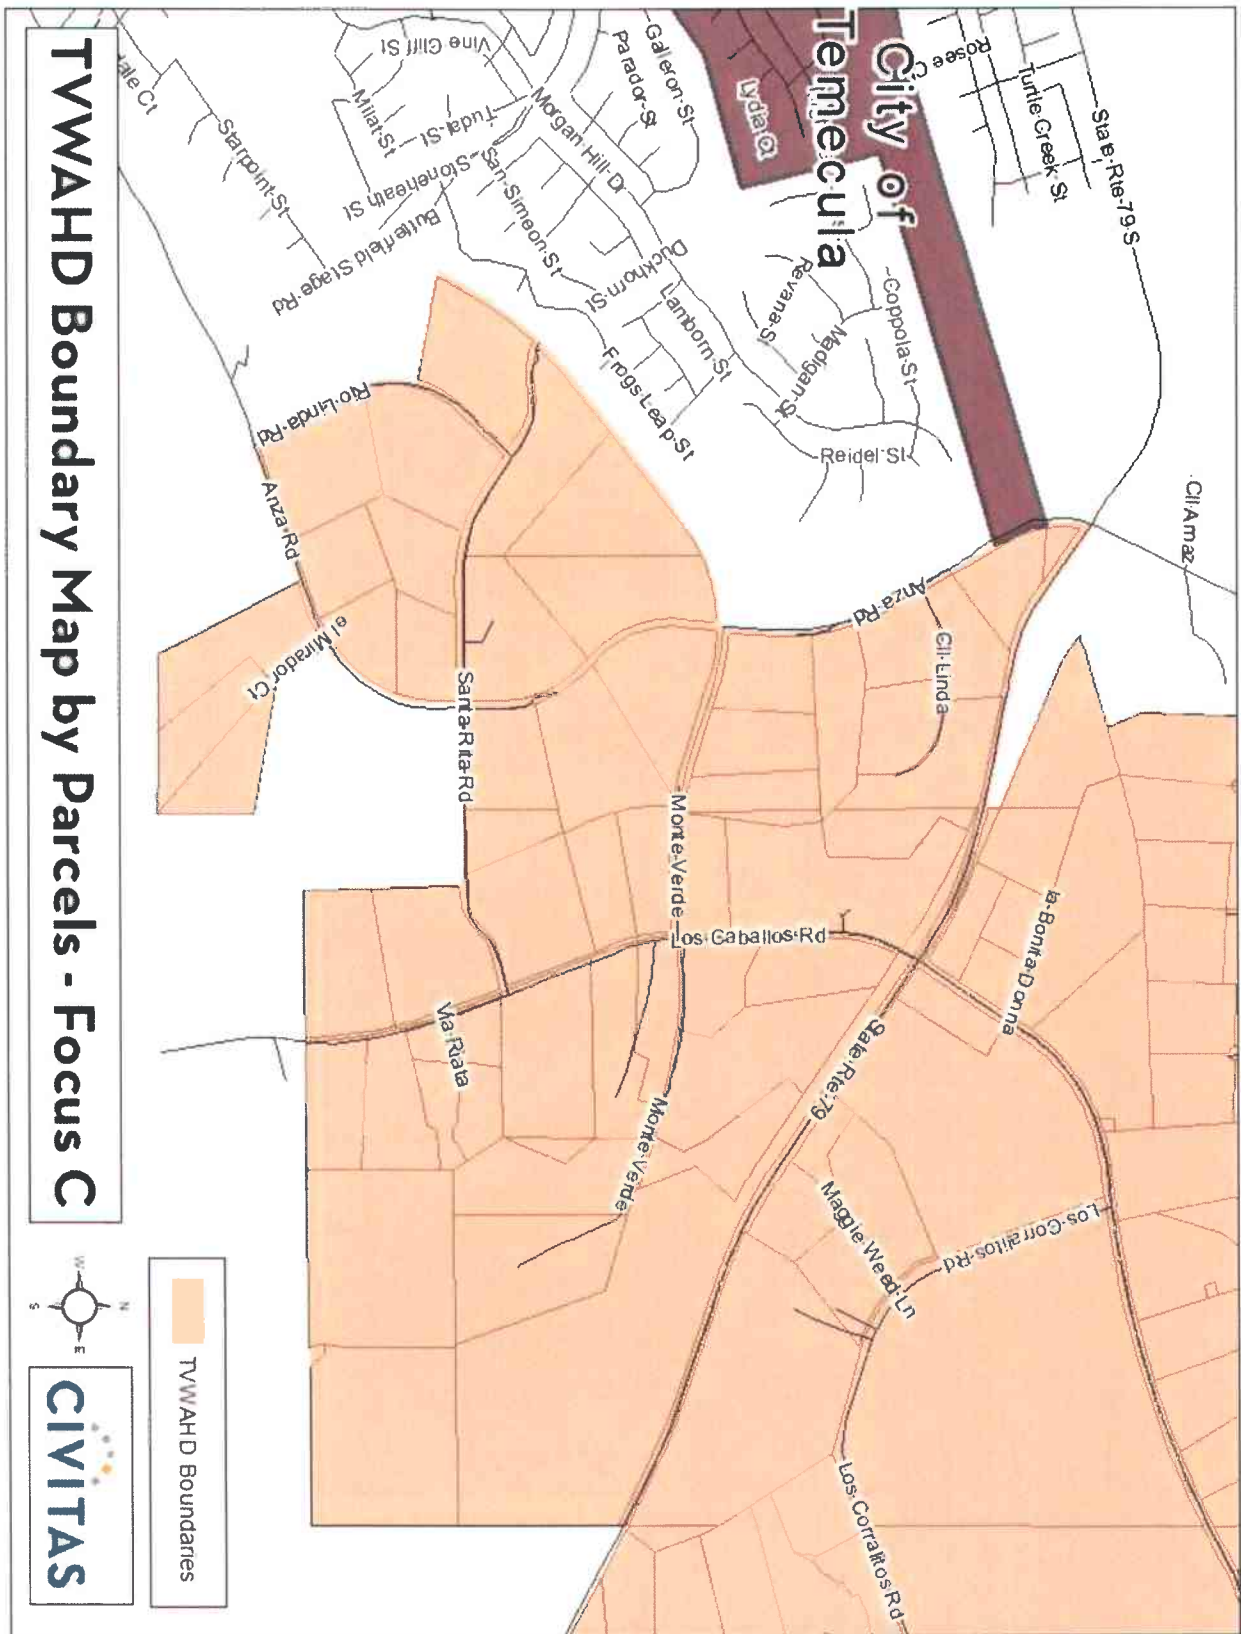 State Rte 79 S
Turtle Creek St
Rosee Ct
City of
Temecula
Lydia Ct
Galleron St
Parador St
Vine Cliff St
Milat St
Tudal St
Morgan Hill Dr
San Simeon St
Stoneheath St
Butterfield Stage Rd
Starpoint St
dale Ct
Duckhorn St
Lamborn St
Frogs Leap St
Revana St
Madigan St
Coppola St
Reidel St
Cll Amaz
Anza Rd
Cll Linda
Rio Linda Rd
Anza Rd
el Mirador Ct
Santa Rita Rd
Monte Verde
Los Caballos Rd
la Bonita Donna
State Rte 79
Via Riata
Monte Verde
Maggie Weed Ln
Los Corralitos Rd
Los Corralitos Rd
TVWAHD Boundary Map by Parcels - Focus C
N
W
E
S
TVWAHD Boundaries
CIVITAS